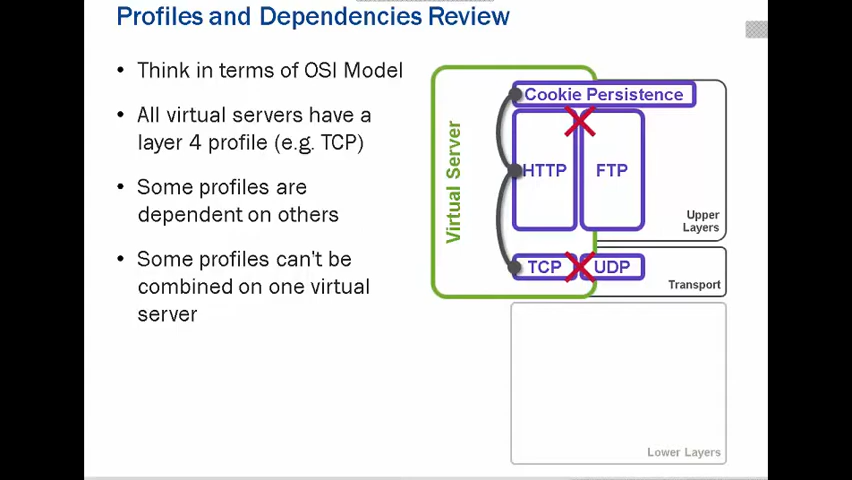 Profiles and Dependencies Review
• Think in terms of OSI Model
• All virtual servers have a
layer 4 profile (e.g. TCP)
• Some profiles are
dependent on others
• Some profiles can't be
combined on one virtual
server
Virtual Server
Cookie Persistence
HTTP
FTP
Upper
Layers
TCP
UDP
Transport
Lower Layers